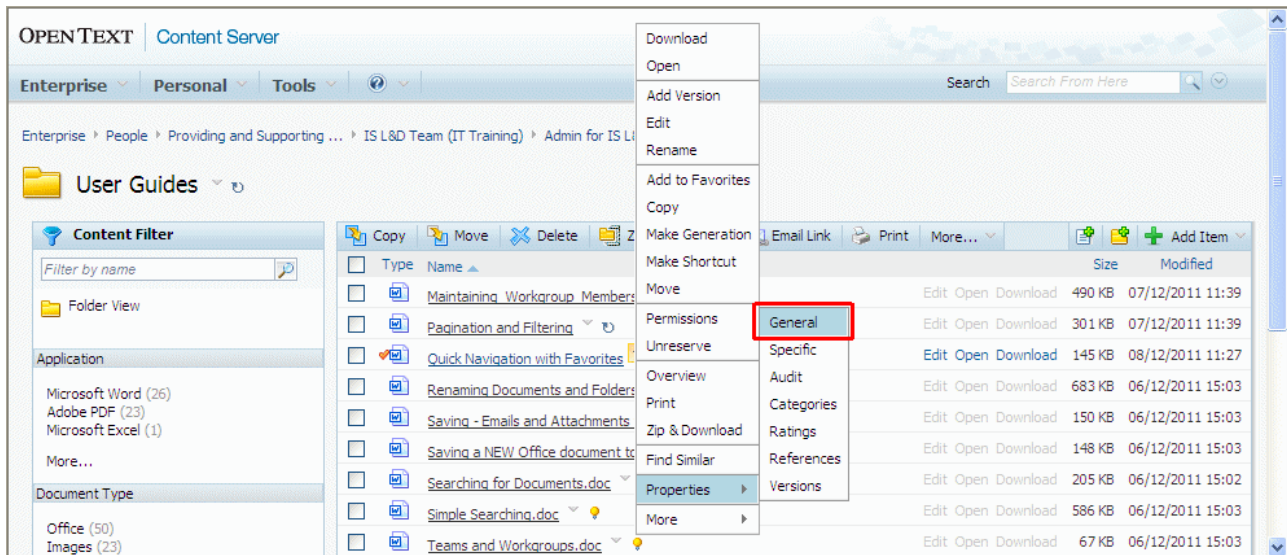 OPENTEXT Content Server
Enterprise Personal Tools
Search Search From Here
Enterprise People Providing and Supporting ... IS L&D Team (IT Training) Admin for IS
User Guides
Content Filter
Filter by name
Folder View
Application
Microsoft Word (26)
Adobe PDF (23)
Microsoft Excel (1)
More...
Document Type
Office (50)
Images (23)
Copy Move Delete Z Email Link Print More... Add Item
Type Name Size Modified
Maintaining Workgroup Members Edit Open Download 490 KB 07/12/2011 11:39
Pagination and Filtering Edit Open Download 301 KB 07/12/2011 11:39
Quick Navigation with Favorites Edit Open Download 145 KB 08/12/2011 11:27
Renaming Documents and Folders Edit Open Download 683 KB 06/12/2011 15:03
Saving - Emails and Attachments Edit Open Download 150 KB 06/12/2011 15:03
Saving a NEW Office document to Edit Open Download 148 KB 06/12/2011 15:03
Searching for Documents.doc Edit Open Download 205 KB 06/12/2011 15:02
Simple Searching.doc Edit Open Download 586 KB 06/12/2011 15:03
Teams and Workgroups.doc Edit Open Download 67 KB 06/12/2011 15:03
Download
Open
Add Version
Edit
Rename
Add to Favorites
Copy
Make Generation
Make Shortcut
Move
Permissions
Unreserve
Overview
Print
Zip & Download
Find Similar
Properties
More
General
Specific
Audit
Categories
Ratings
References
Versions